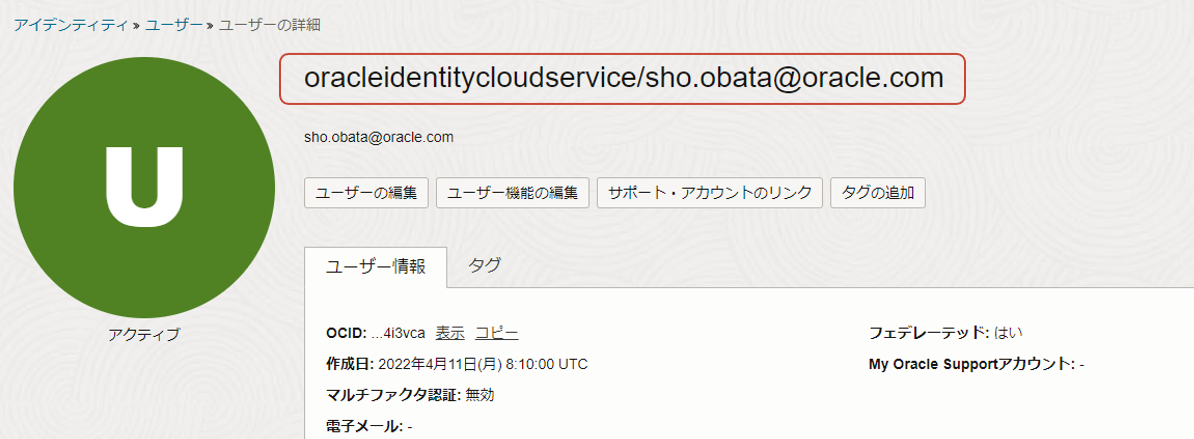 アイデンティティ » ユーザー » ユーザーの詳細
oracleidentitycloudservice/sho.obata@oracle.com
U
sho.obata@oracle.com
ユーザーの編集 ユーザー機能の編集 サポート・アカウントのリンク タグの追加
ユーザー情報 タグ
アクティブ
OCID: ...4i3vca 表示 コピー
作成日: 2022年4月11日(月) 8:10:00 UTC
マルチファクタ認証: 無効
電子メール: -
フェデレーテッド: はい
My Oracle Supportアカウント: -